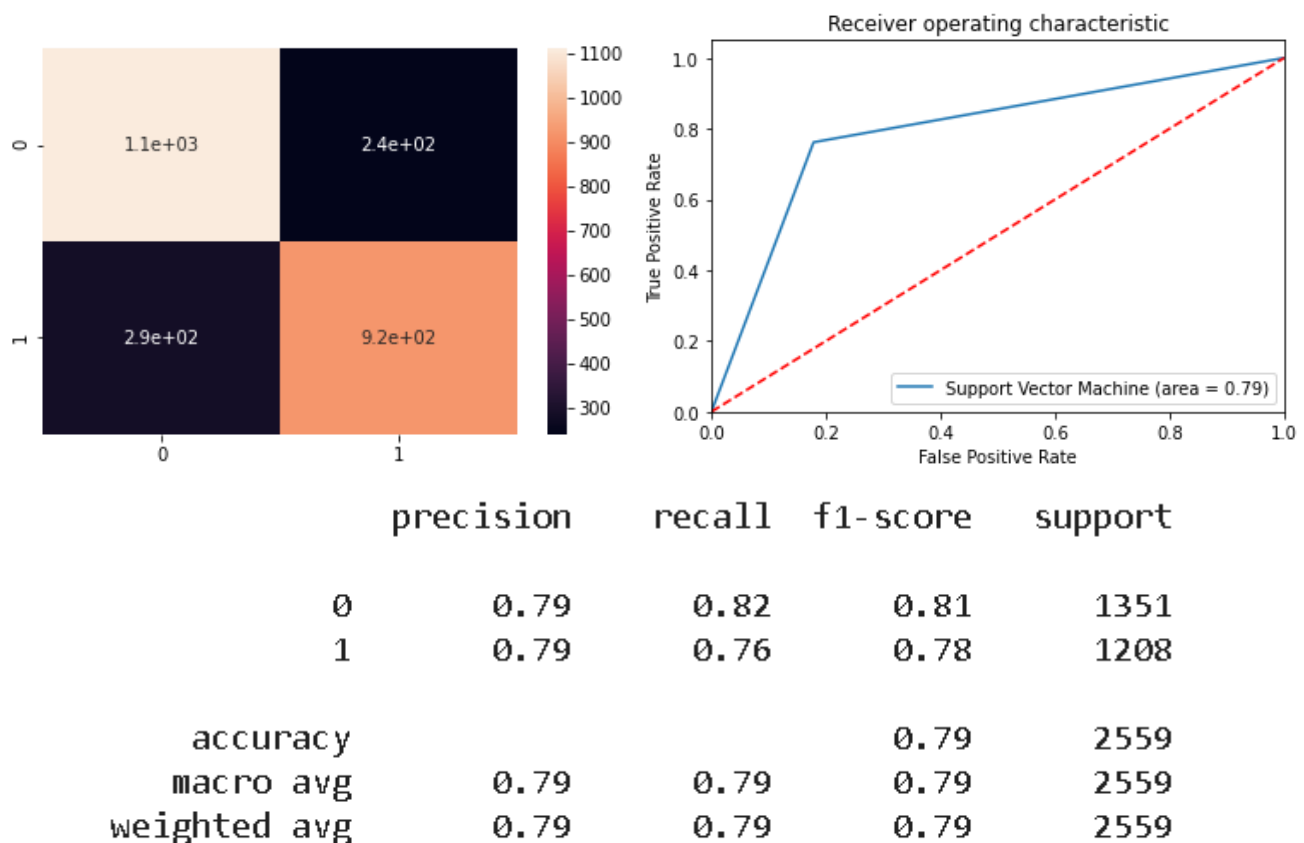 0
1
1.1e+03
2.4e+02
2.9e+02
9.2e+02
0
1
1100
1000
900
800
700
600
500
400
300
Receiver operating characteristic
True Positive Rate
1.0
0.8
0.6
0.4
0.2
0.0
Support Vector Machine (area = 0.79)
0.0 0.2 0.4 0.6 0.8 1.0
False Positive Rate
precision recall f1-score support
0 0.79 0.82 0.81 1351
1 0.79 0.76 0.78 1208
accuracy 0.79 2559
macro avg 0.79 0.79 0.79 2559
weighted avg 0.79 0.79 0.79 2559